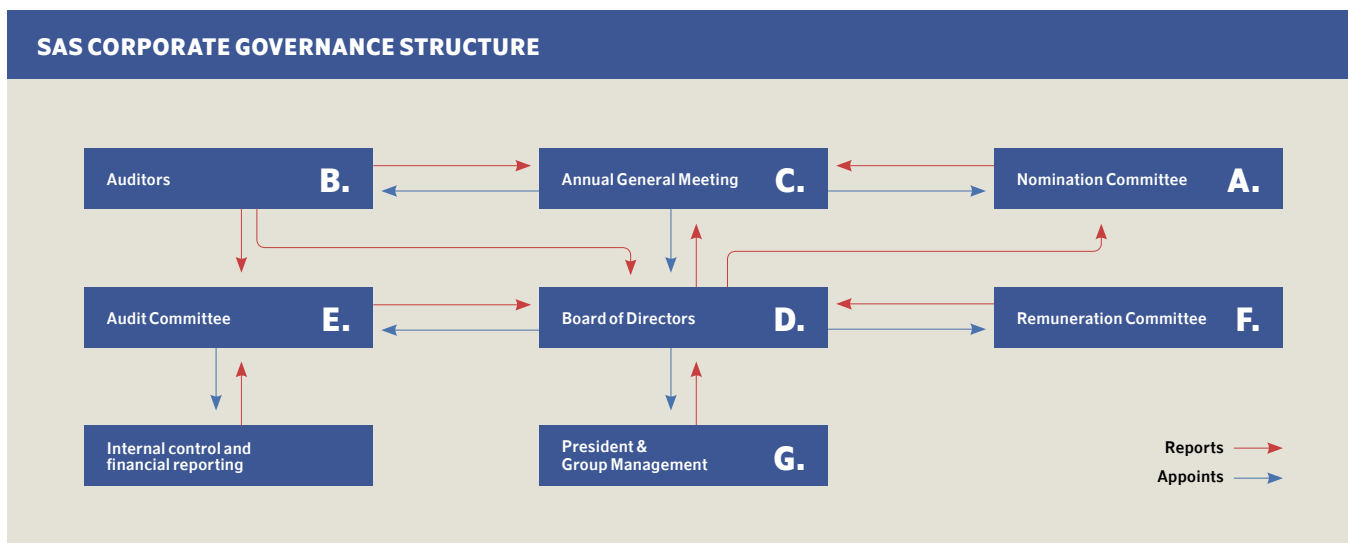 SAS CORPORATE GOVERNANCE STRUCTURE
Auditors B.
Annual General Meeting C.
Nomination Committee A.
Audit Committee E.
Board of Directors D.
Remuneration Committee F.
Internal control and
financial reporting
President &
Group Management G.
Reports
Appoints